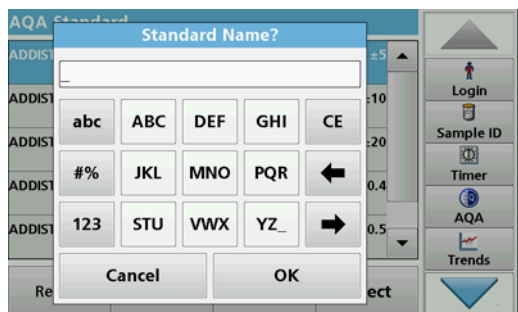 AQA Standard
Standard Name?
ADDIST
±5
_
Login
ADDIST
:10
abc
ABC
DEF
GHI
CE
Sample ID
ADDIST
:20
#%
JKL
MNO
PQR
Timer
ADDIST
0.4
AQA
123
STU
VWX
YZ_
ADDIST
0.5
Trends
Cancel
OK
Re
ect